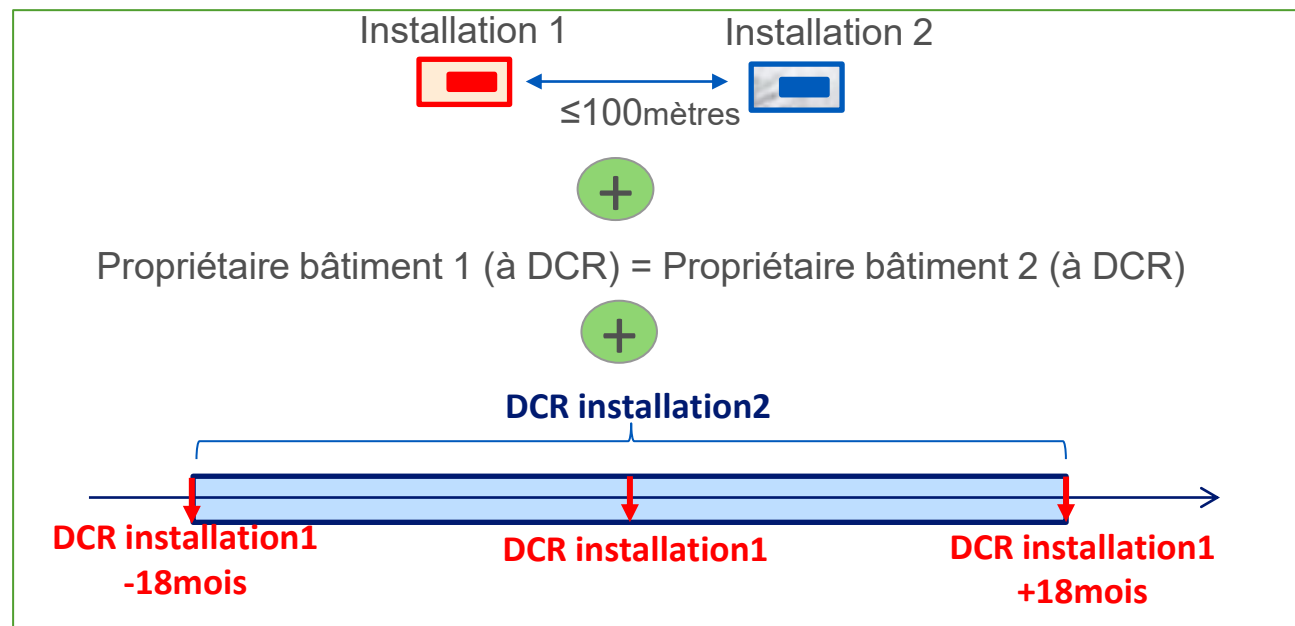 Installation 1 Installation 2
≤100mètres
+
Propriétaire bâtiment 1 (à DCR) = Propriétaire bâtiment 2 (à DCR)
+
DCR installation2
DCR installation1
-18mois
DCR installation1
DCR installation1
+18mois